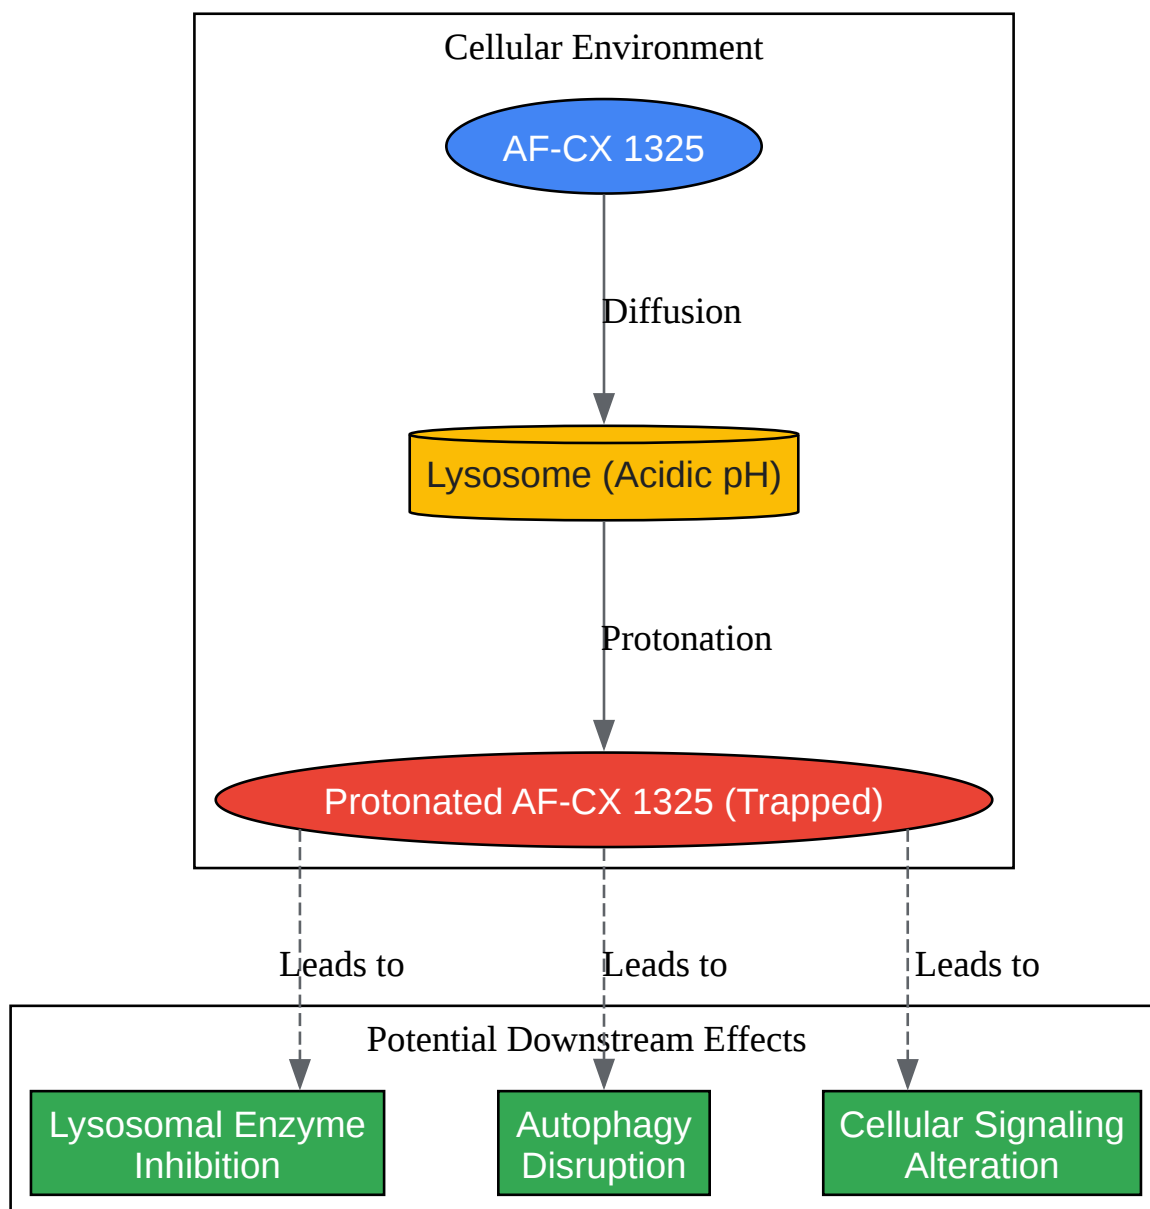 Cellular Environment
AF-CX 1325
Diffusion
Lysosome (Acidic pH)
Protonation
Protonated AF-CX 1325 (Trapped)
Leads to
Leads to
Leads to
Potential Downstream Effects
Lysosomal Enzyme
Inhibition
Autophagy
Disruption
Cellular Signaling
Alteration